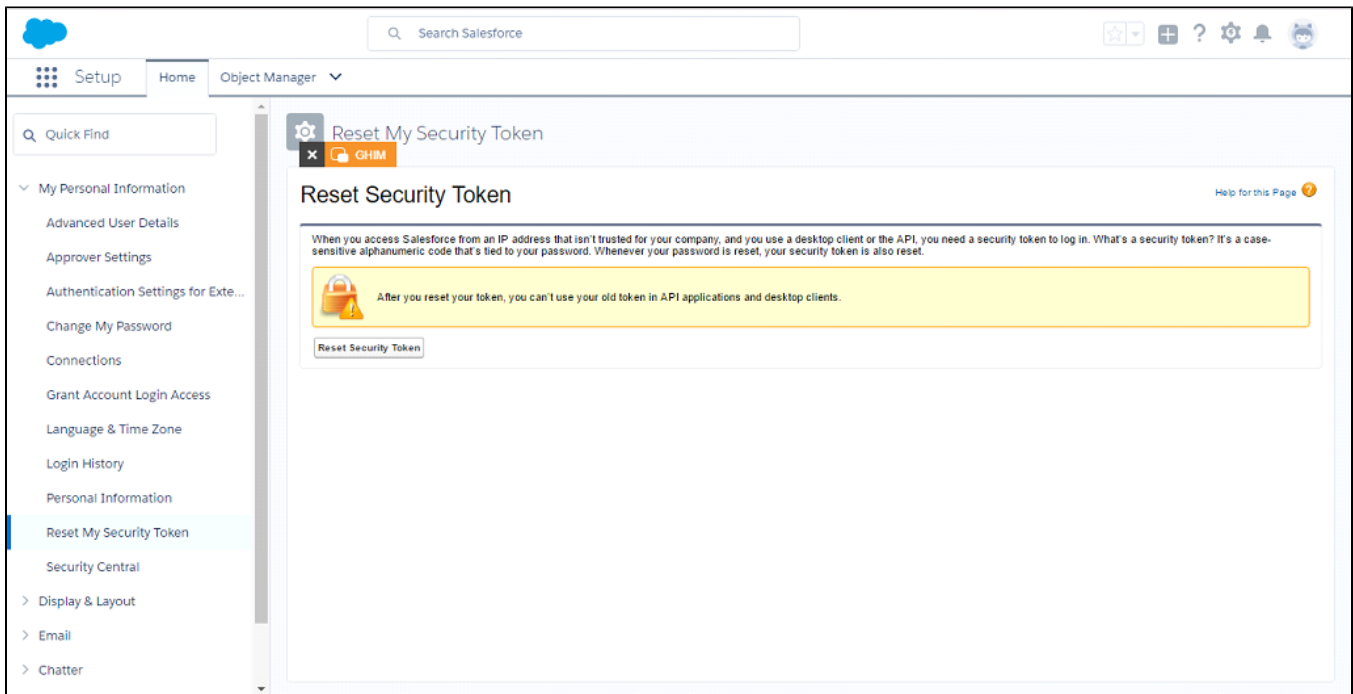 Search Salesforce
Setup
Home
Object Manager
Quick Find
My Personal Information
Advanced User Details
Approver Settings
Authentication Settings for Exte...
Change My Password
Connections
Grant Account Login Access
Language & Time Zone
Login History
Personal Information
Reset My Security Token
Security Central
Display & Layout
Email
Chatter
Reset My Security Token
GHIM
Reset Security Token
Help for this Page
When you access Salesforce from an IP address that isn't trusted for your company, and you use a desktop client or the API, you need a security token to log in. What's a security token? It's a case-
sensitive alphanumeric code that's tied to your password. Whenever your password is reset, your security token is also reset.
After you reset your token, you can't use your old token in API applications and desktop clients.
Reset Security Token